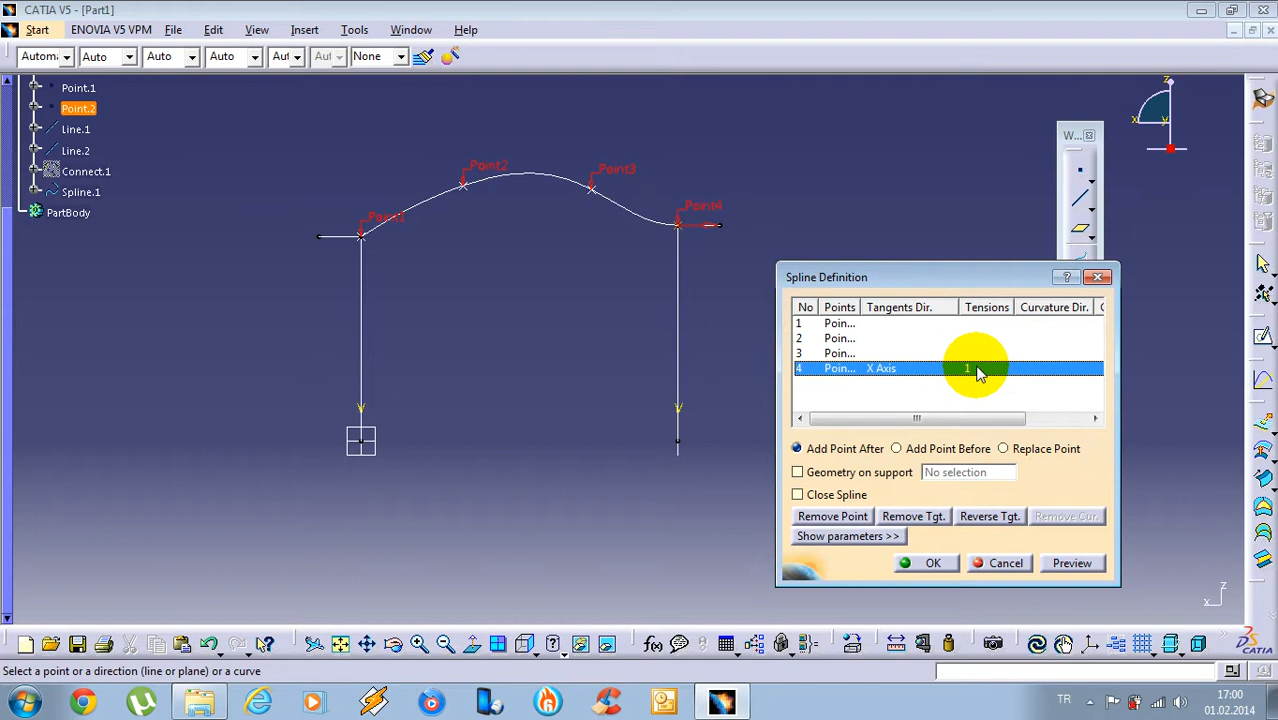 CATIA V5 - [Part1]
Start ENOVIA V5 VPM File Edit View Insert Tools Window Help
Autom Auto Auto Auto Aut Aut None
Point.1
Point.2
Line.1
Line.2
Connect.1
Spline.1
PartBody
Point1
Point2
Point3
Point4
z
x
y
W...
Spline Definition
?
No Points Tangents Dir. Tensions Curvature Dir. C
1 Poin...
2 Poin...
3 Poin...
4 Poin... X Axis 1
Add Point After Add Point Before Replace Point
Geometry on support No selection
Close Spline
Remove Point Remove Tgt. Reverse Tgt. Remove Cur.
Show parameters >>
OK Cancel Preview
z
x
f(x)
CATIA
Select a point or a direction (line or plane) or a curve
TR 17:00
01.02.2014